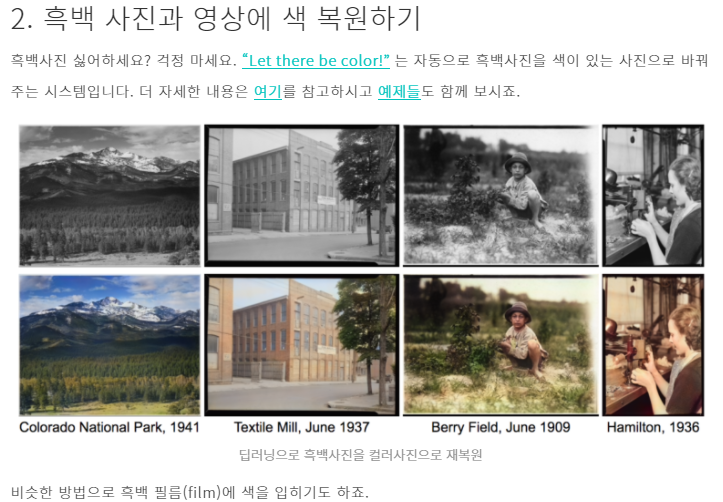 2. 흑백 사진과 영상에 색 복원하기
흑백사진 싫어하세요? 걱정 마세요. “Let there be color!” 는 자동으로 흑백사진을 색이 있는 사진으로 바꿔
주는 시스템입니다. 더 자세한 내용은 여기를 참고하시고 예제들도 함께 보시죠.
Colorado National Park, 1941 Textile Mill, June 1937 Berry Field, June 1909 Hamilton, 1936
딥러닝으로 흑백사진을 컬러사진으로 재복원
비슷한 방법으로 흑백 필름(film)에 색을 입히기도 하죠.